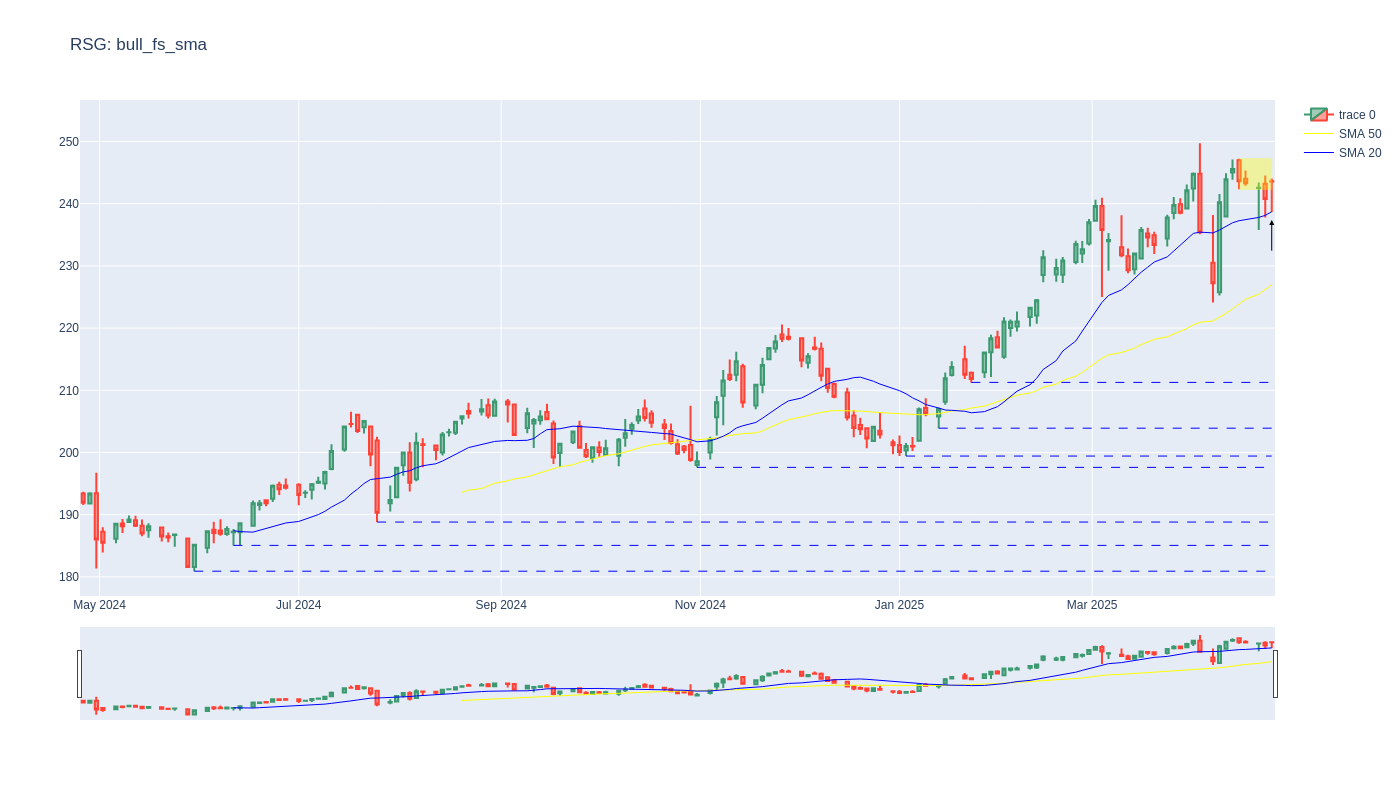 RSG: bull_fs_sma
trace 0
SMA 50
SMA 20
250
240
230
220
210
200
190
180
May 2024
Jul 2024
Sep 2024
Nov 2024
Jan 2025
Mar 2025